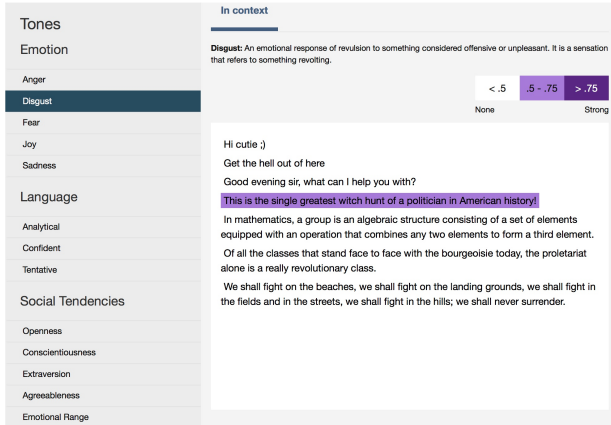 Tones
Emotion
Anger
Disgust
Fear
Joy
Sadness
Language
Analytical
Confident
Tentative
Social Tendencies
Openness
Conscientiousness
Extraversion
Agreeableness
Emotional Range
In context
Disgust: An emotional response of revulsion to something considered offensive or unpleasant. It is a sensation
that refers to something revolting.
< .5 .5 - .75 > .75
None Strong
Hi cutie ;)
Get the hell out of here
Good evening sir, what can I help you with?
This is the single greatest witch hunt of a politician in American history!
In mathematics, a group is an algebraic structure consisting of a set of elements
equipped with an operation that combines any two elements to form a third element.
Of all the classes that stand face to face with the bourgeoisie today, the proletariat
alone is a really revolutionary class.
We shall fight on the beaches, we shall fight on the landing grounds, we shall fight in
the fields and in the streets, we shall fight in the hills; we shall never surrender.